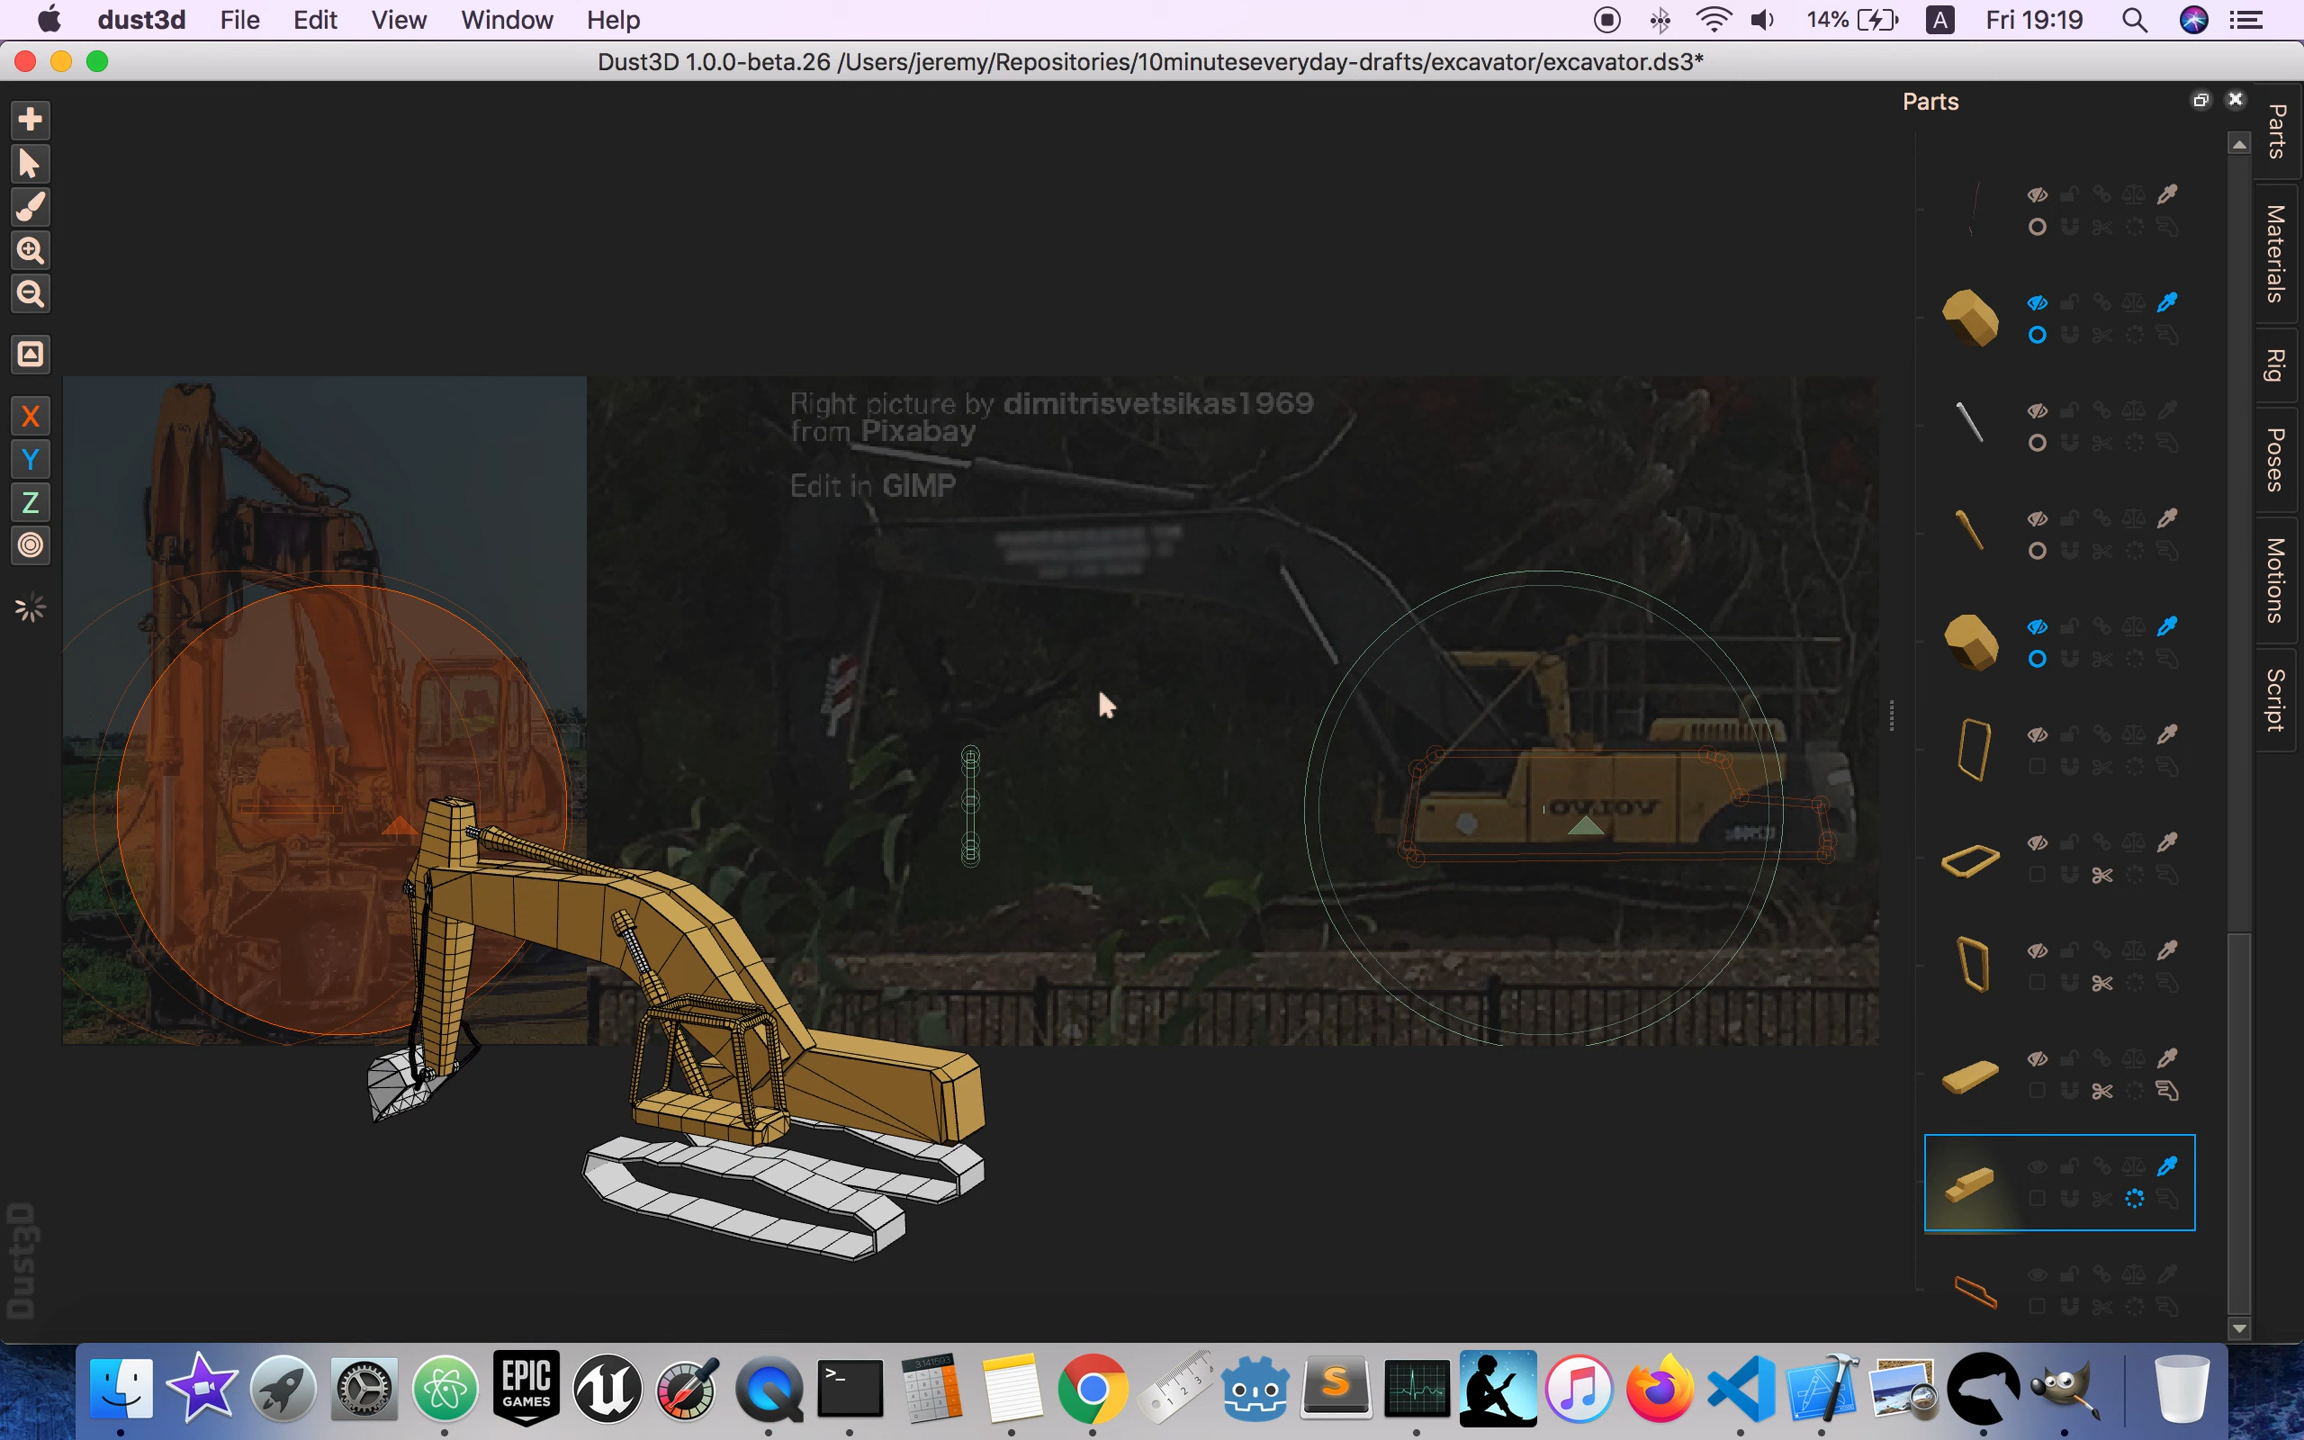 dust3d File Edit View Window Help 14% A Fri 19:19
Dust3D 1.0.0-beta.26 /Users/jeremy/Repositories/10minuteseveryday-drafts/excavator/excavator.ds3*
Parts
Parts
Materials
Rig
Poses
Motions
Script
X
Y
Z
Right picture by dimitrisvetsikas1969
from Pixabay
Edit in GIMP
Dust3D
EPIC
GAMES
3.141593